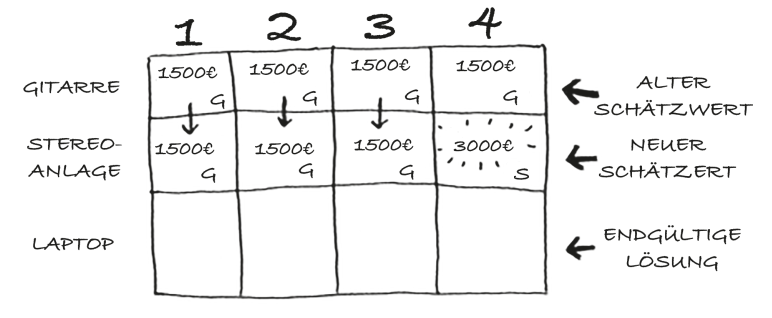 1 2 3 4
GITARRE
1500€ G
1500€ G
1500€ G
1500€ G
ALTER
SCHÄTZWERT
STEREO-
ANLAGE
1500€ G
1500€ G
1500€ G
3000€ S
NEUER
SCHÄTZERT
LAPTOP
ENDGÜLTIGE
LÖSUNG